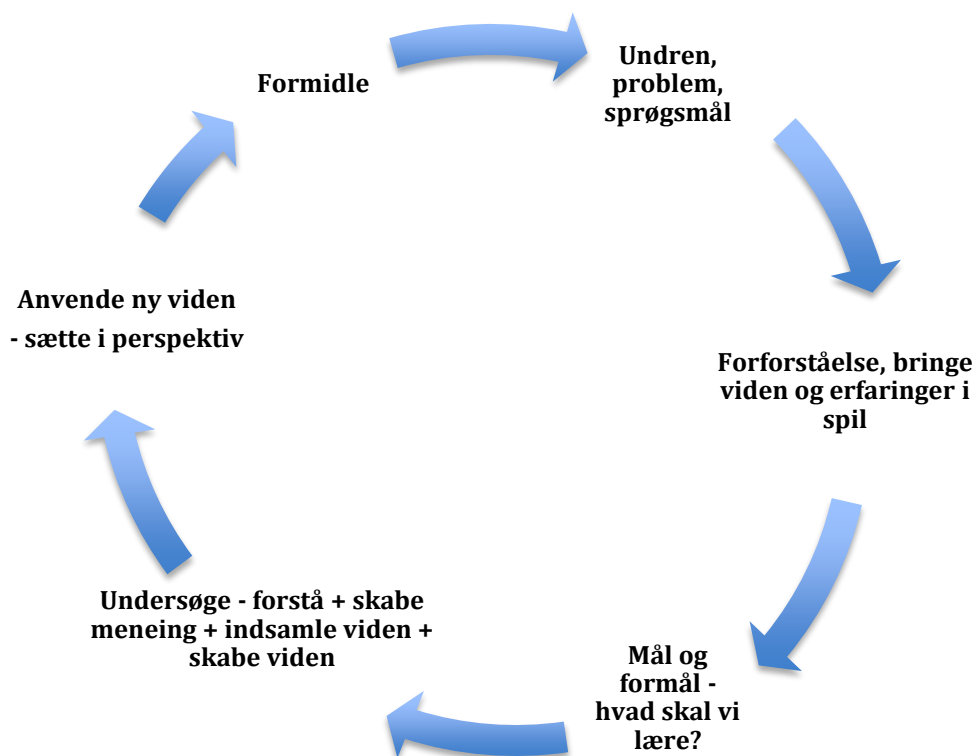 Formidle
Undren,
problem,
sprøgsmål
Forforståelse, bringe
viden og erfaringer i
spil
Mål og
formål -
hvad skal vi
lære?
Undersøge - forstå + skabe
meneing + indsamle viden +
skabe viden
Anvende ny viden
- sætte i perspektiv